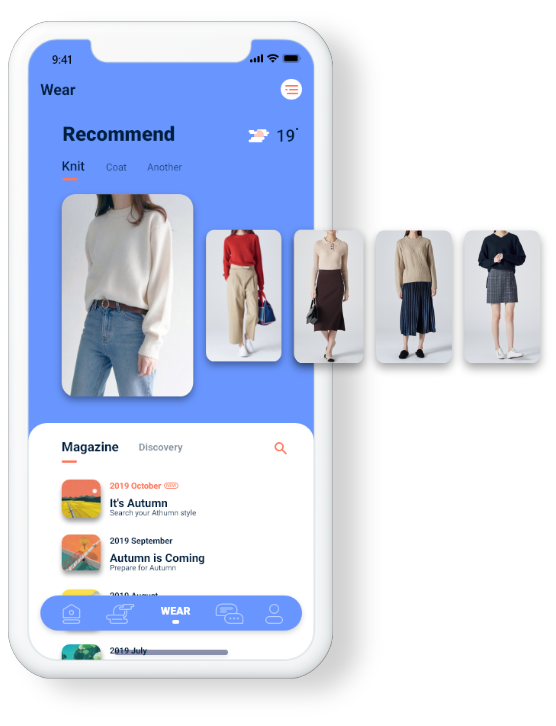 9:41
Wear
Recommend
19°
Knit Coat Another
Magazine Discovery
2019 October NEW
It's Autumn
Search your Athumn style
2019 September
Autumn is Coming
Prepare for Autumn
2019 August
WEAR
2019 July